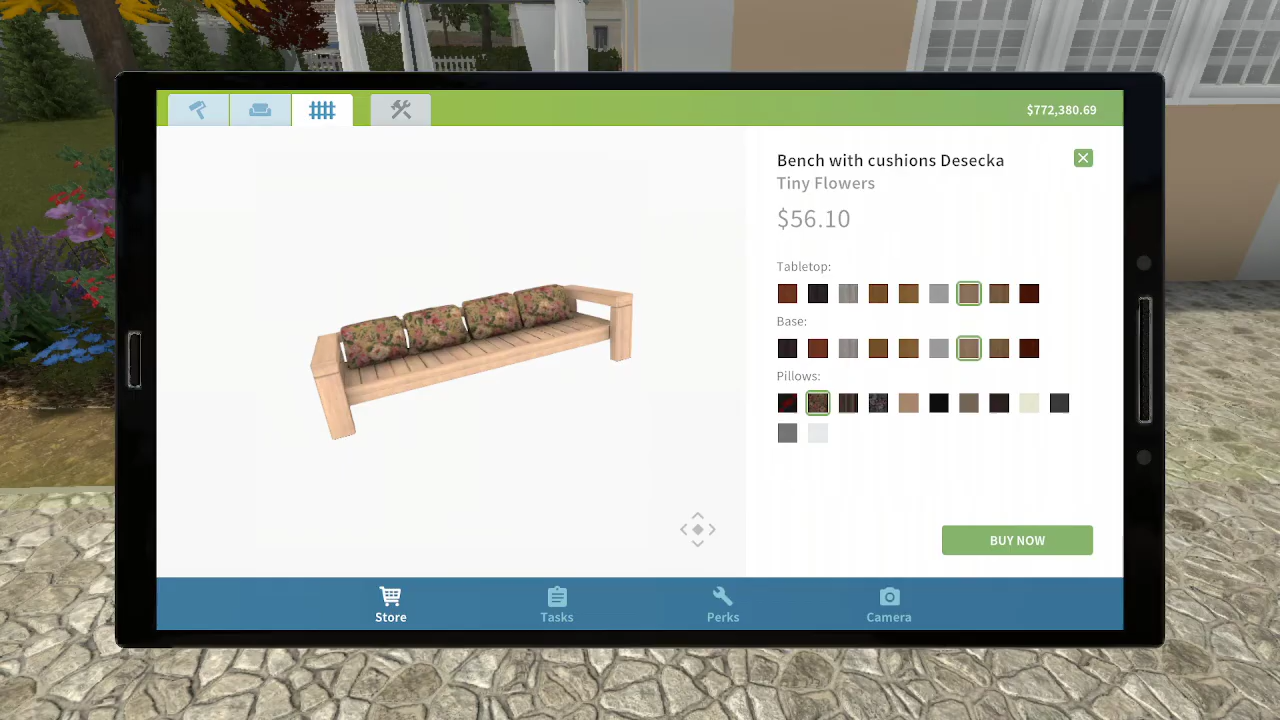 $772,380.69
Bench with cushions Desecka
Tiny Flowers
$56.10
Tabletop:
Base:
Pillows:
BUY NOW
Store
Tasks
Perks
Camera